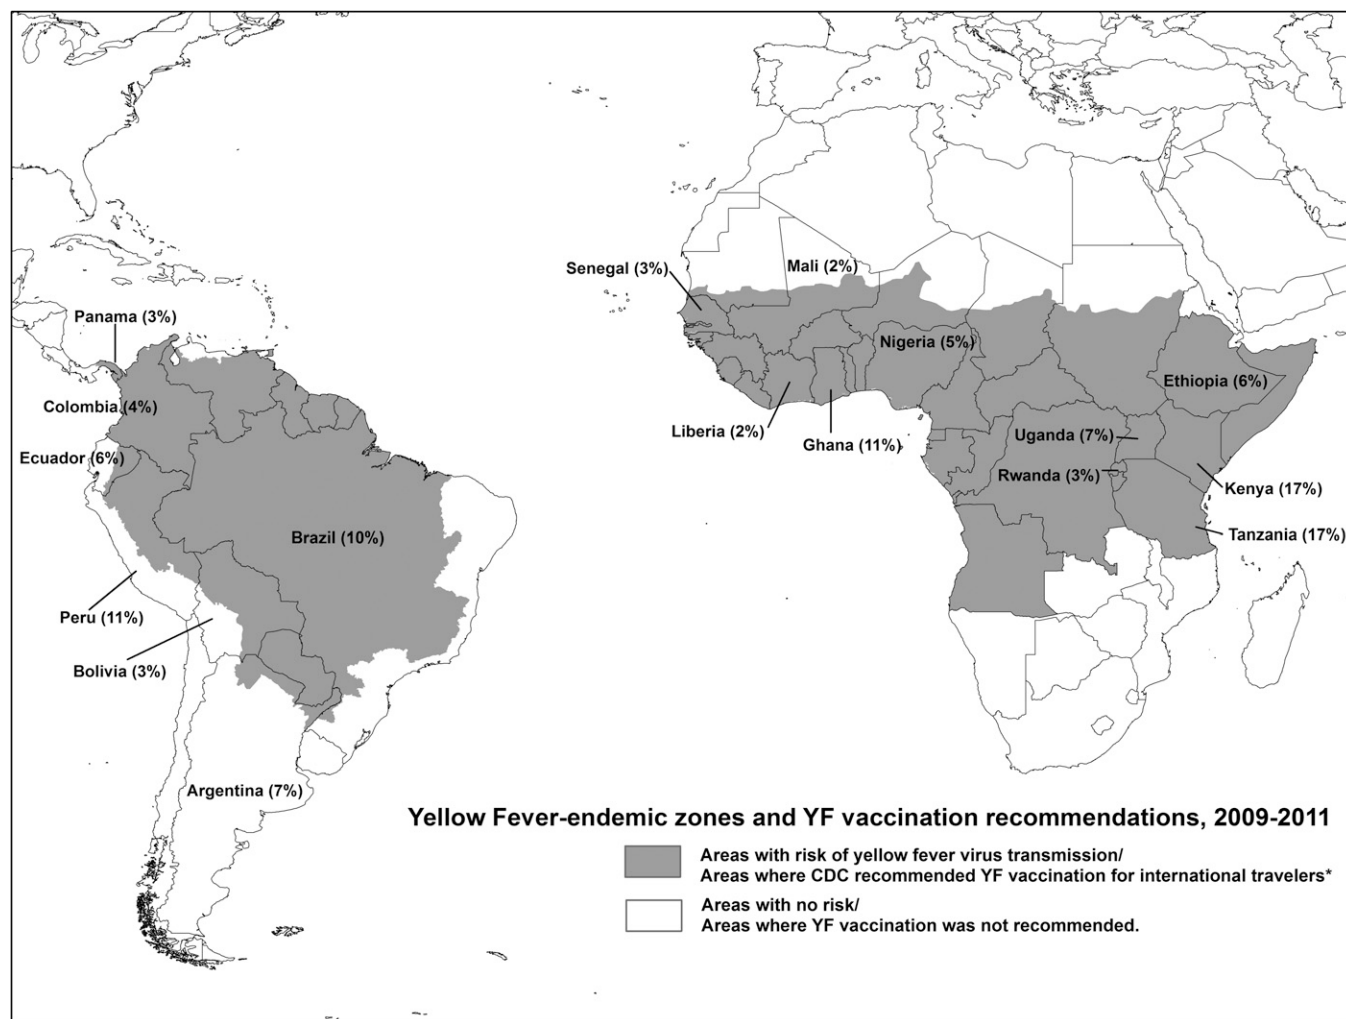 Senegal (3%)
Mali (2%)
Panama (3%)
Nigeria (5%)
Ethiopia (6%)
Colombia (4%)
Liberia (2%)
Ghana (11%)
Uganda (7%)
Ecuador (6%)
Rwanda (3%)
Kenya (17%)
Brazil (10%)
Tanzania (17%)
Peru (11%)
Bolivia (3%)
Argentina (7%)
Yellow Fever-endemic zones and YF vaccination recommendations, 2009-2011
Areas with risk of yellow fever virus transmission/
Areas where CDC recommended YF vaccination for international travelers*
Areas with no risk/
Areas where YF vaccination was not recommended.